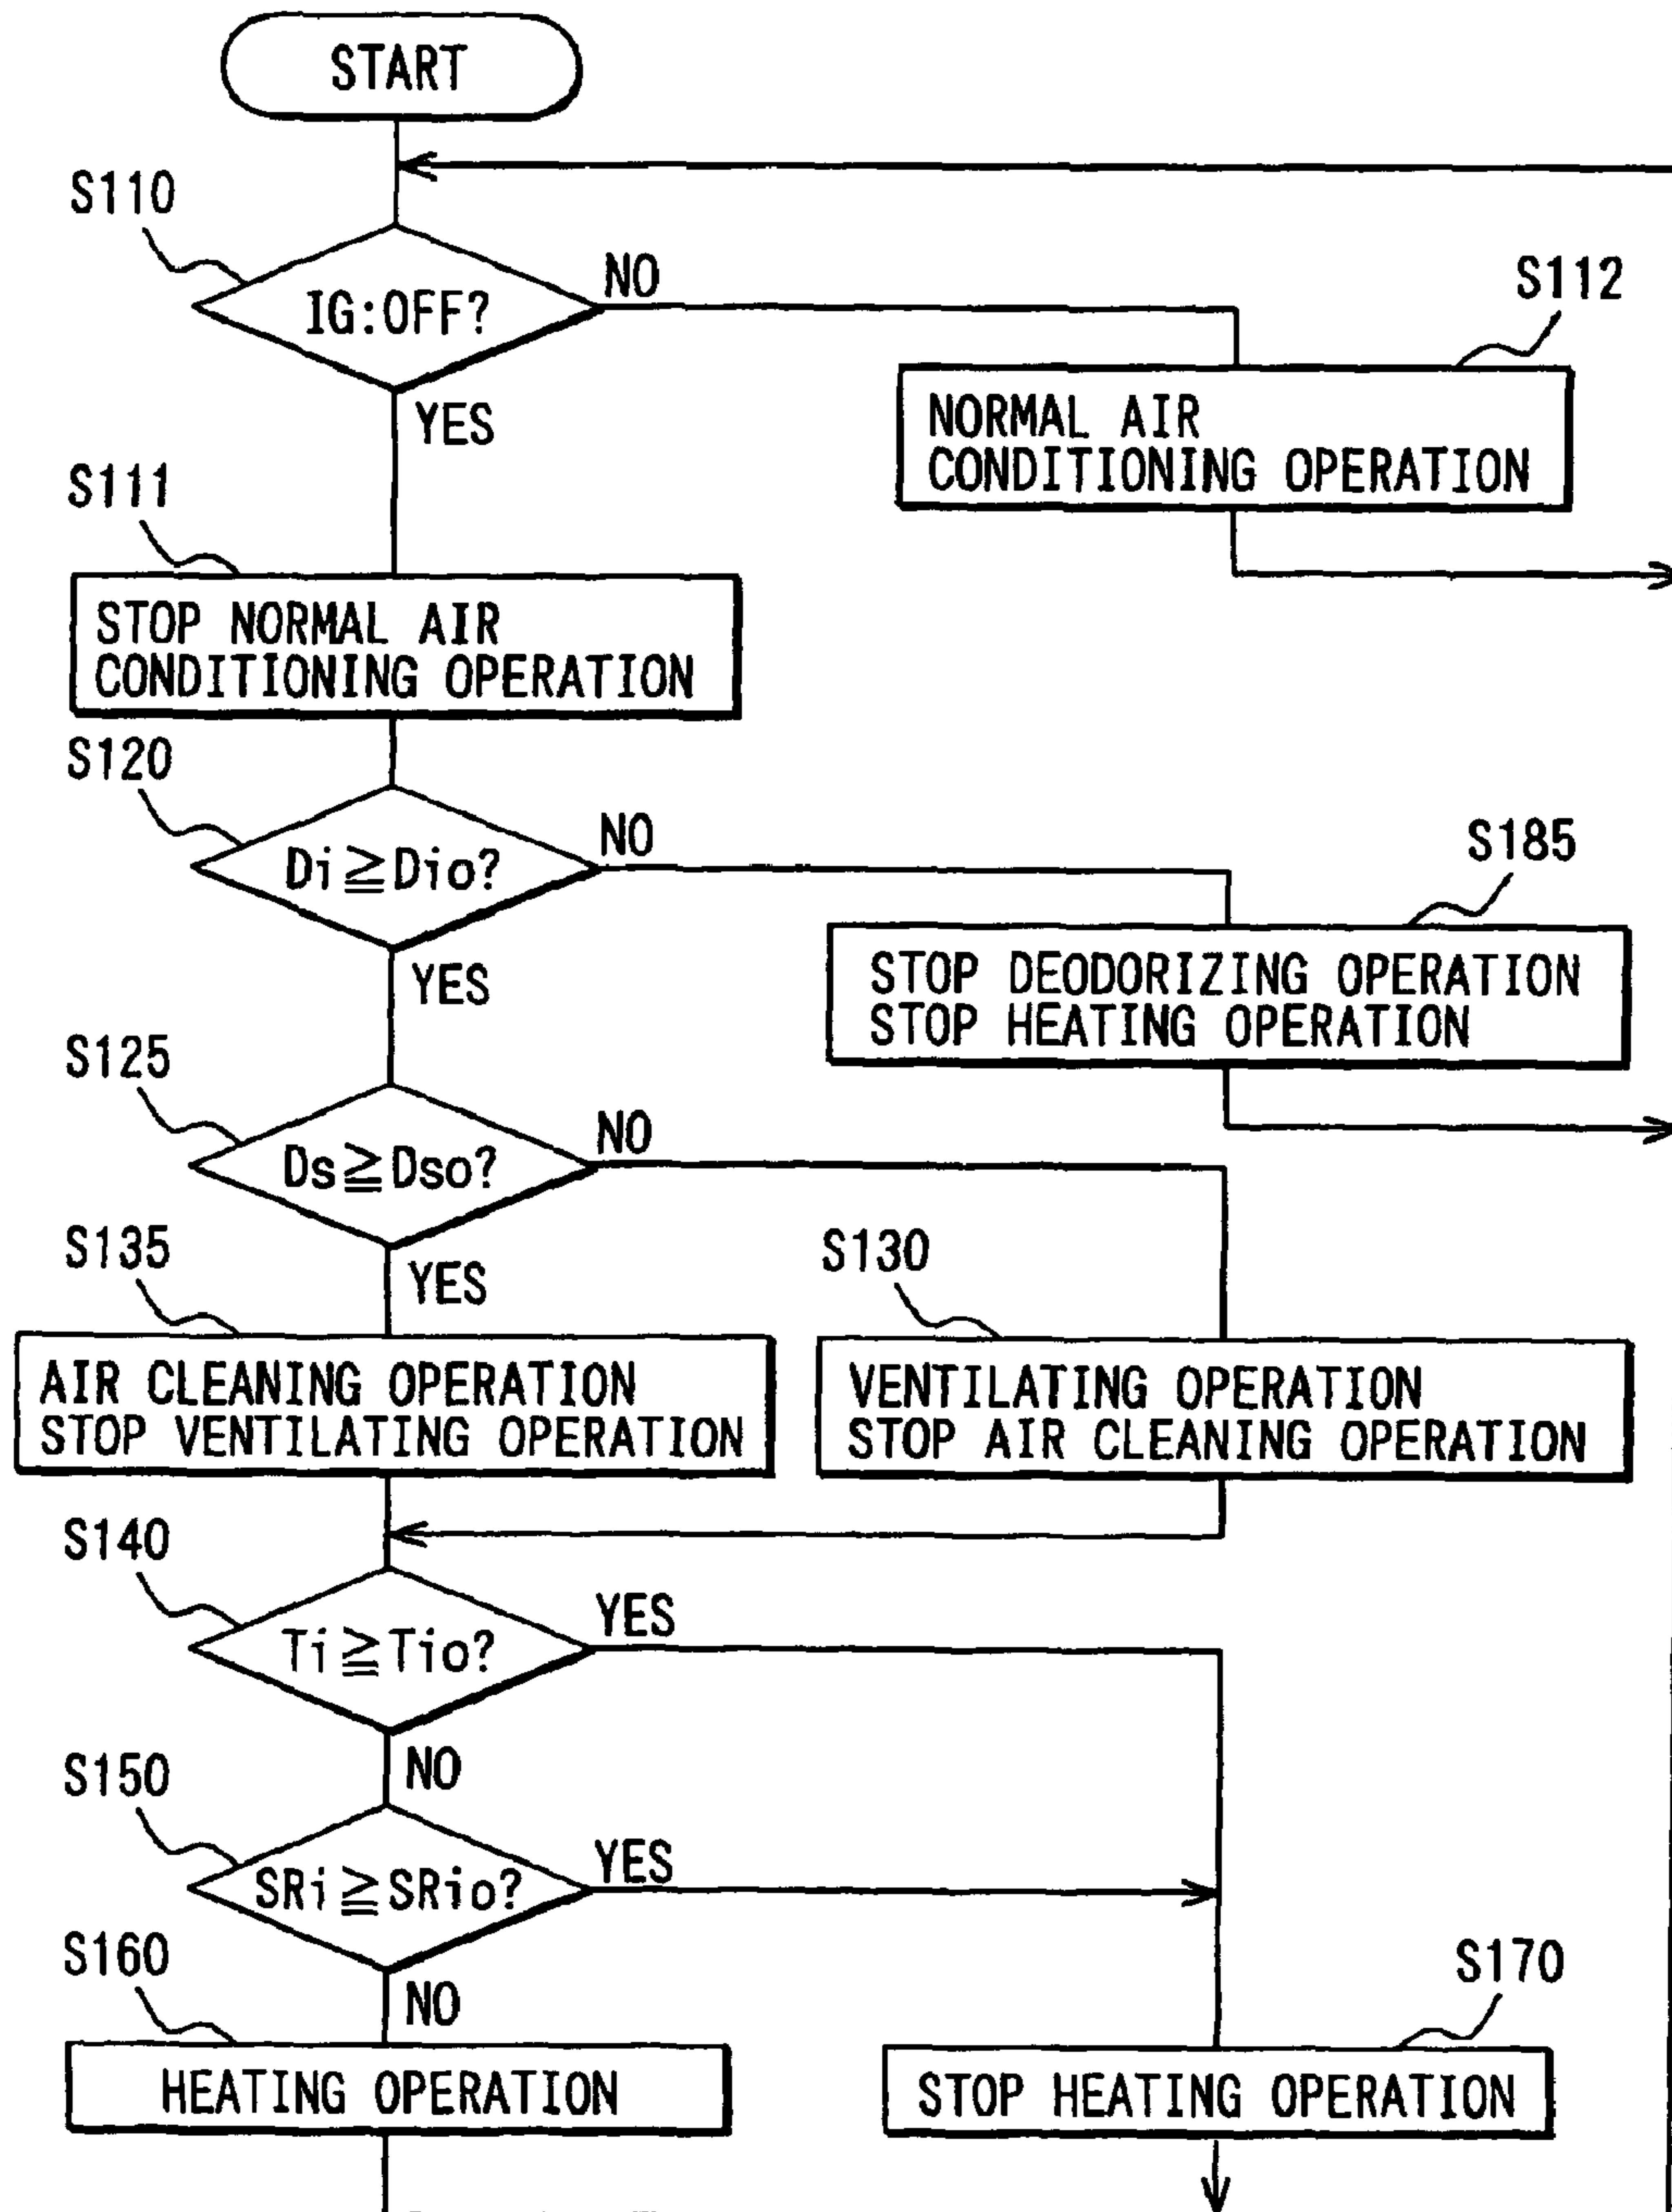 START
S110
IG:OFF?
NO
YES
S112
NORMAL AIR
CONDITIONING OPERATION
S111
STOP NORMAL AIR
CONDITIONING OPERATION
S120
Di≧Dio?
NO
YES
S185
STOP DEODORIZING OPERATION
STOP HEATING OPERATION
S125
Ds≧Dso?
NO
YES
S135
AIR CLEANING OPERATION
STOP VENTILATING OPERATION
S130
VENTILATING OPERATION
STOP AIR CLEANING OPERATION
S140
Ti≧Tio?
YES
NO
S150
SRi≧SRio?
YES
NO
S160
HEATING OPERATION
S170
STOP HEATING OPERATION